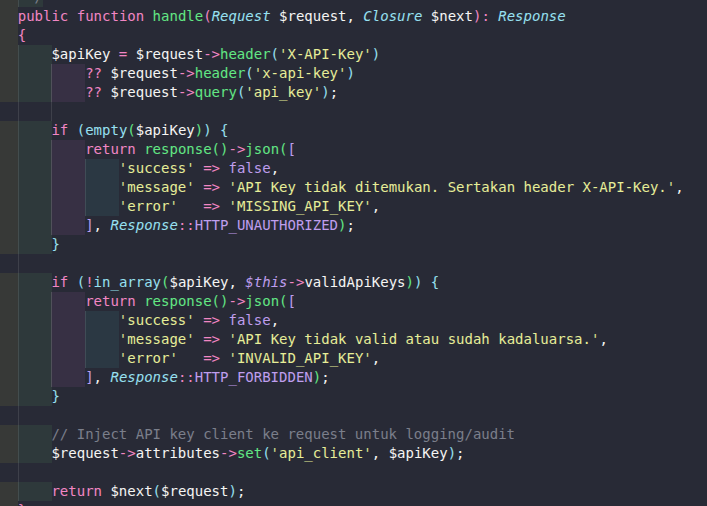 public function handle(Request $request, Closure $next): Response
{
    $apiKey = $request->header('X-API-Key')
        ?? $request->header('x-api-key')
        ?? $request->query('api_key');

    if (empty($apiKey)) {
        return response()->json([
            'success' => false,
            'message' => 'API Key tidak ditemukan. Sertakan header X-API-Key.',
            'error'   => 'MISSING_API_KEY',
        ], Response::HTTP_UNAUTHORIZED);
    }

    if (!in_array($apiKey, $this->validApiKeys)) {
        return response()->json([
            'success' => false,
            'message' => 'API Key tidak valid atau sudah kadaluarsa.',
            'error'   => 'INVALID_API_KEY',
        ], Response::HTTP_FORBIDDEN);
    }

    // Inject API key client ke request untuk logging/audit
    $request->attributes->set('api_client', $apiKey);

    return $next($request);